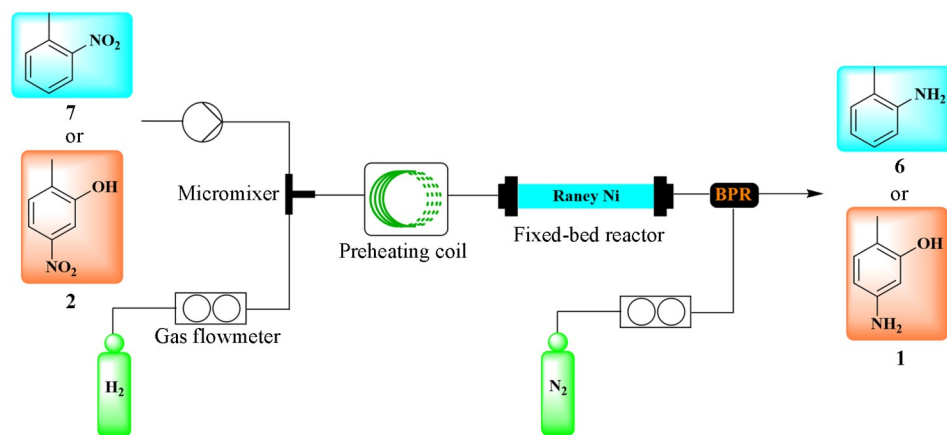 NO₂
7
or
OH
NO₂
2
Micromixer
Gas flowmeter
H₂
Preheating coil
Raney Ni
Fixed-bed reactor
BPR
N₂
NH₂
6
or
OH
NH₂
1